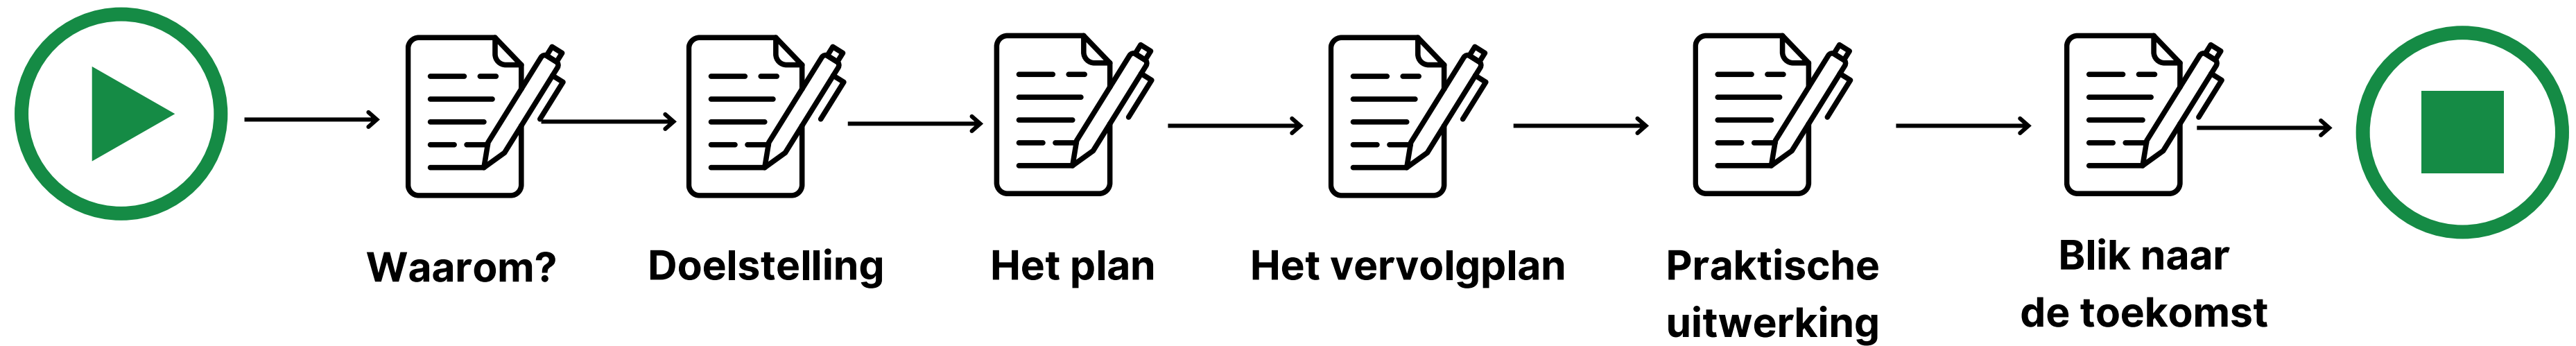 Waarom?
Doelstelling
Het plan
Het vervolgplan
Praktische
uitwerking
Blik naar
de toekomst